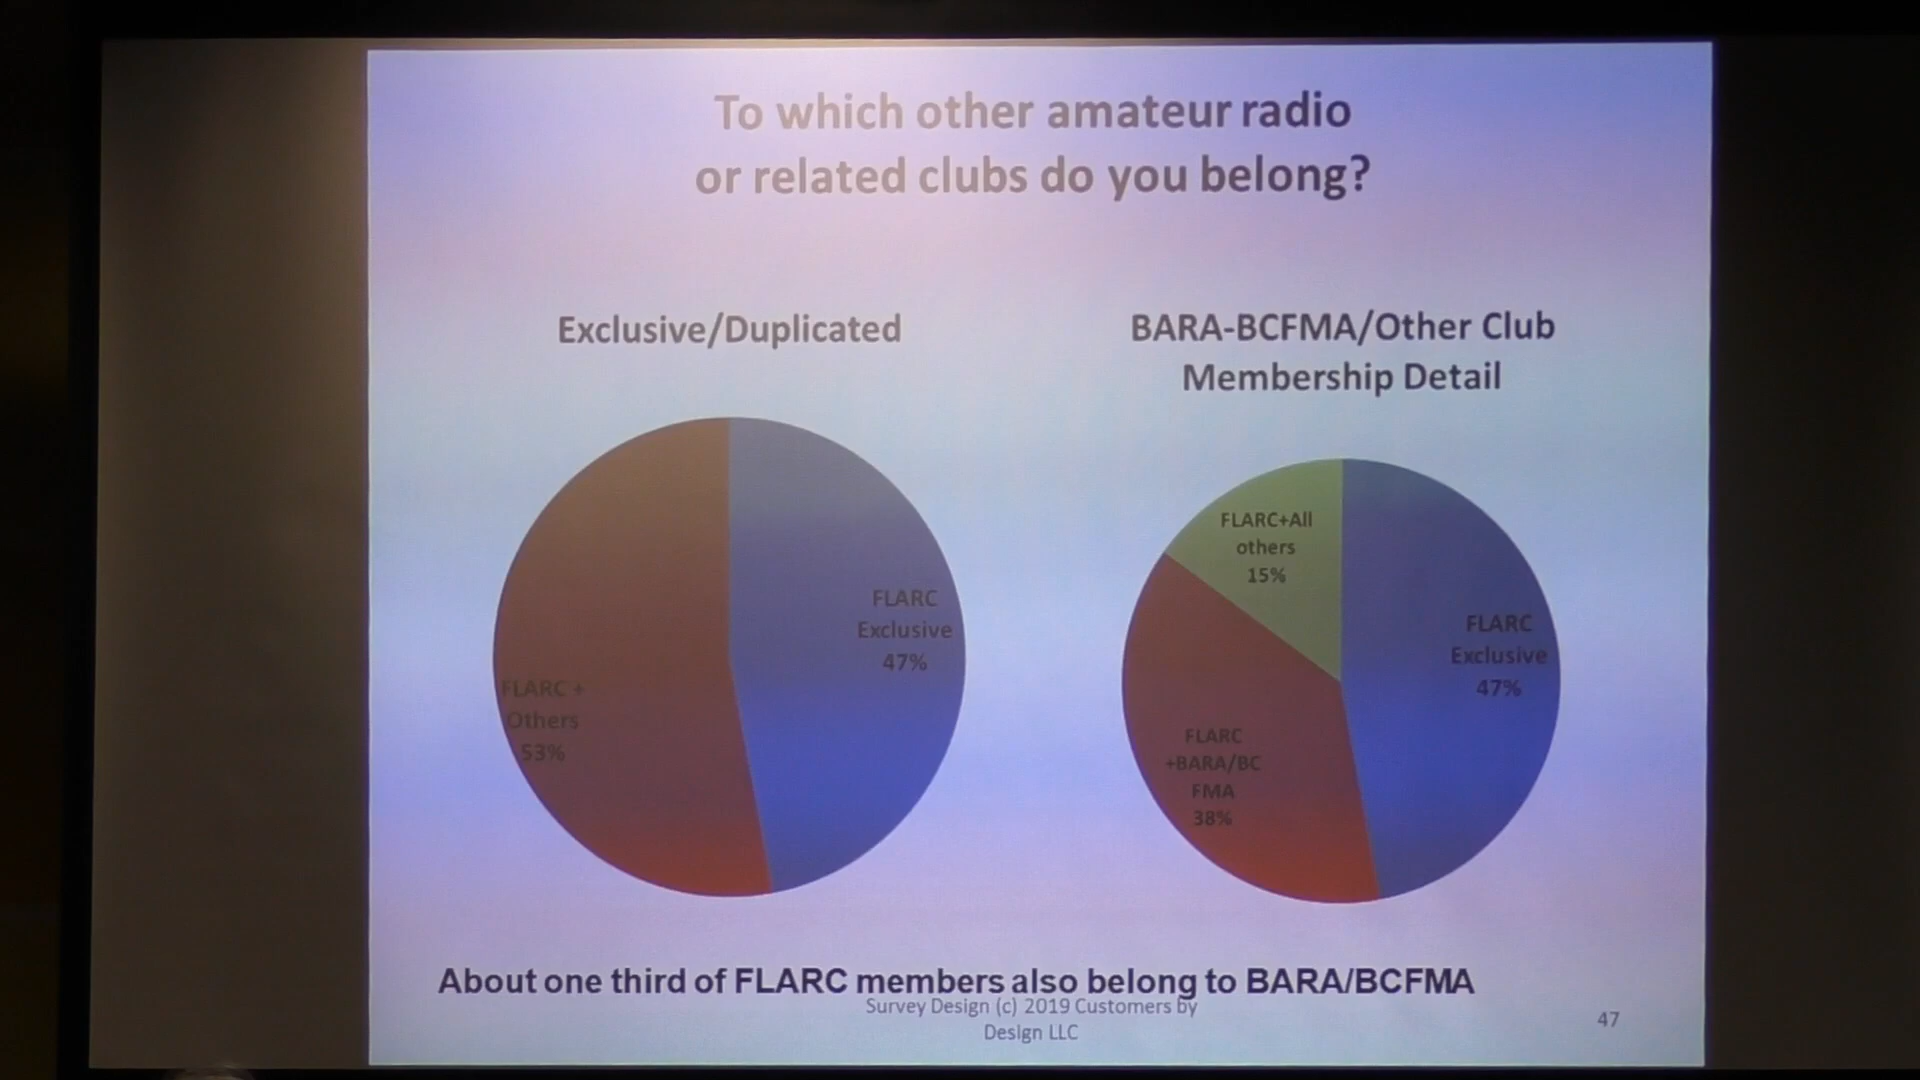 To which other amateur radio
or related clubs do you belong?
Exclusive/Duplicated
FLARC
Exclusive
47%
FLARC +
Others
53%
BARA-BCFMA/Other Club
Membership Detail
FLARC+All
others
15%
FLARC
Exclusive
47%
FLARC
+BARA/BC
FMA
38%
About one third of FLARC members also belong to BARA/BCFMA
Survey Design (c) 2019 Customers by
Design LLC
47